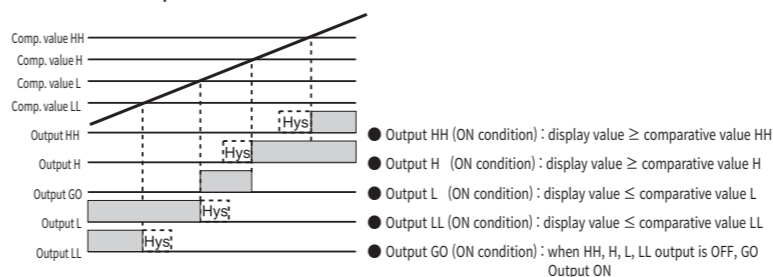 Comp. value HH
Comp. value H
Comp. value L
Comp. value LL
Output HH
Hys
Output H
Hys
Output GO
Output L
Hys
Output LL
Hys
● Output HH (ON condition) : display value ≥ comparative value HH
● Output H (ON condition) : display value ≥ comparative value H
● Output L (ON condition) : display value ≤ comparative value L
● Output LL (ON condition) : display value ≤ comparative value LL
● Output GO (ON condition) : when HH, H, L, LL output is OFF, GO
Output ON